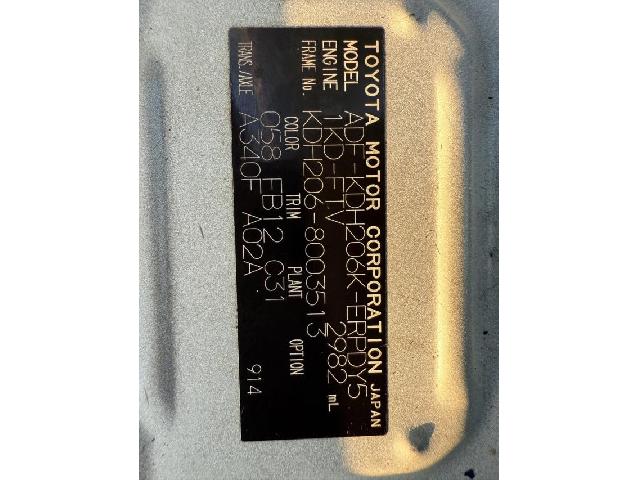 TOYOTA MOTOR CORPORATION JAPAN
MODEL ADF-KDH206K-ERPDY5
ENGINE 1KD-FTV 2982 mL
FRAME No. KDH206-8003513
COLOR TRIM PLANT OPTION
058 FB12 C31
TRANS./AXLE A340F A02A
914